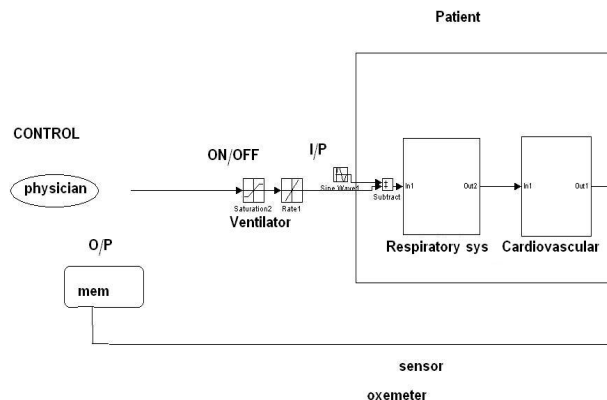 Patient
CONTROL
ON/OFF
I/P
physician
Sine Wave1
Subtract
In1
Out2
In1
Out1
Saturation2
Rate1
Ventilator
Respiratory sys
Cardiovascular
O/P
mem
sensor
oxemeter